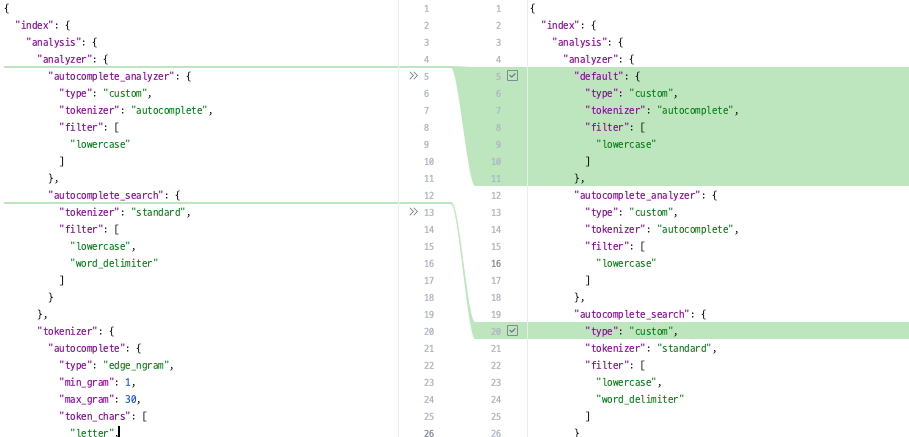 {
"index": {
"analysis": {
"analyzer": {
"autocomplete_analyzer": {
"type": "custom",
"tokenizer": "autocomplete",
"filter": [
"lowercase"
]
},
"autocomplete_search": {
"tokenizer": "standard",
"filter": [
"lowercase",
"word_delimiter"
]
}
},
"tokenizer": {
"autocomplete": {
"type": "edge_ngram",
"min_gram": 1,
"max_gram": 30,
"token_chars": [
"letter",
1
2
3
4
5
6
7
8
9
10
11
12
13
14
15
16
17
18
19
20
21
22
23
24
25
26
1
2
3
4
5
6
7
8
9
10
11
12
13
14
15
16
17
18
19
20
21
22
23
24
25
26
{
"index": {
"analysis": {
"analyzer": {
"default": {
"type": "custom",
"tokenizer": "autocomplete",
"filter": [
"lowercase"
]
},
"autocomplete_analyzer": {
"type": "custom",
"tokenizer": "autocomplete",
"filter": [
"lowercase"
]
},
"autocomplete_search": {
"type": "custom",
"tokenizer": "standard",
"filter": [
"lowercase",
"word_delimiter"
]
}